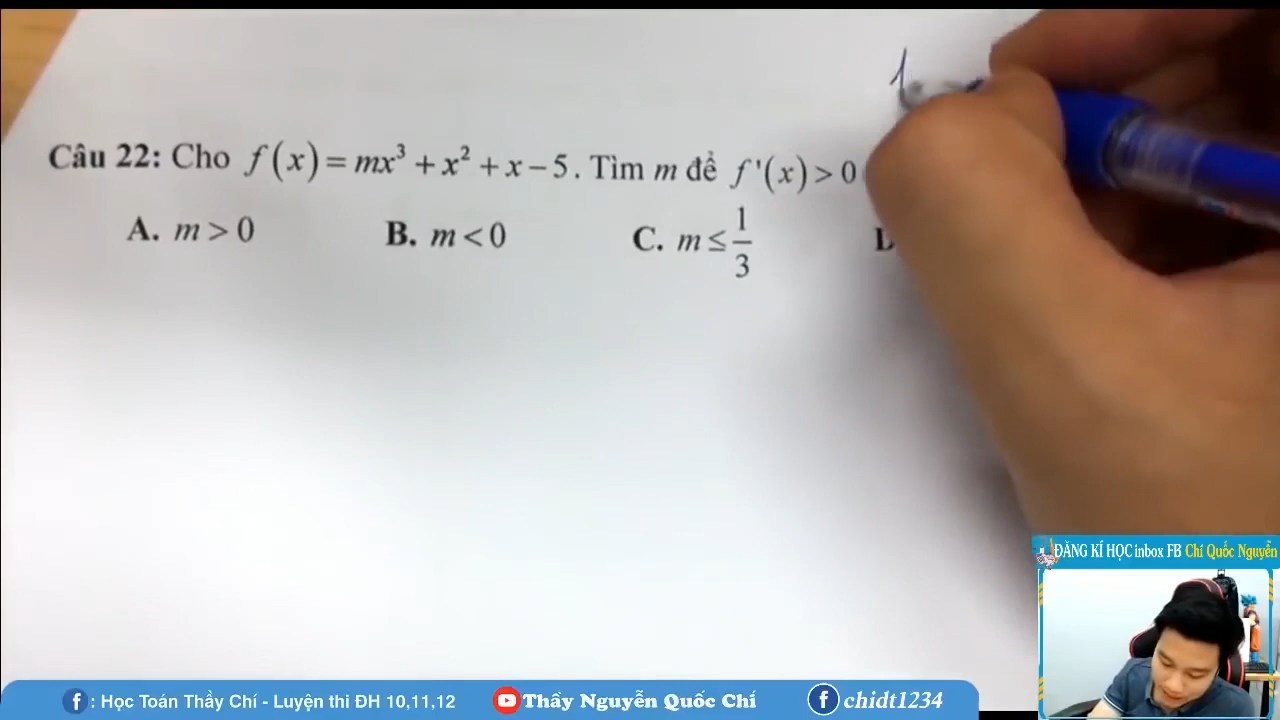 Câu 22: Cho f(x) = mx³ + x² + x − 5. Tìm m để f'(x) > 0
A. m > 0 B. m < 0 C. m ≤ 1/3
ĐĂNG KÍ HỌC inbox FB Chí Quốc Nguyễn
: Học Toán Thầy Chí - Luyện thi ĐH 10,11,12 Thầy Nguyễn Quốc Chí chidt1234